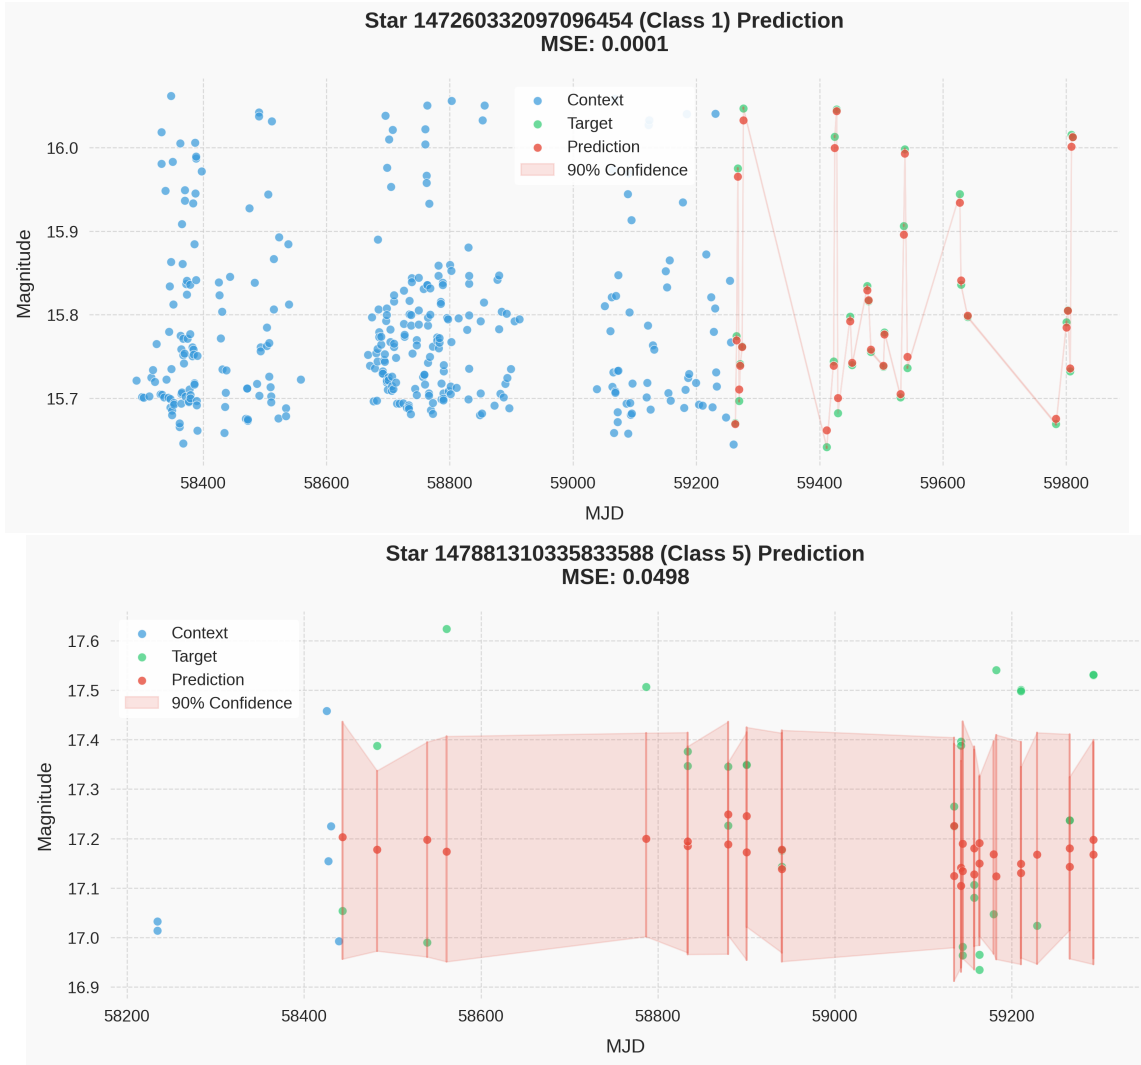 Star 147260332097096454 (Class 1) Prediction
MSE: 0.0001
Context
Target
Prediction
90% Confidence
Magnitude
16.0
15.9
15.8
15.7
58400 58600 58800 59000 59200 59400 59600 59800
MJD
Star 147881310335833588 (Class 5) Prediction
MSE: 0.0498
Context
Target
Prediction
90% Confidence
Magnitude
17.6
17.5
17.4
17.3
17.2
17.1
17.0
16.9
58200 58400 58600 58800 59000 59200
MJD